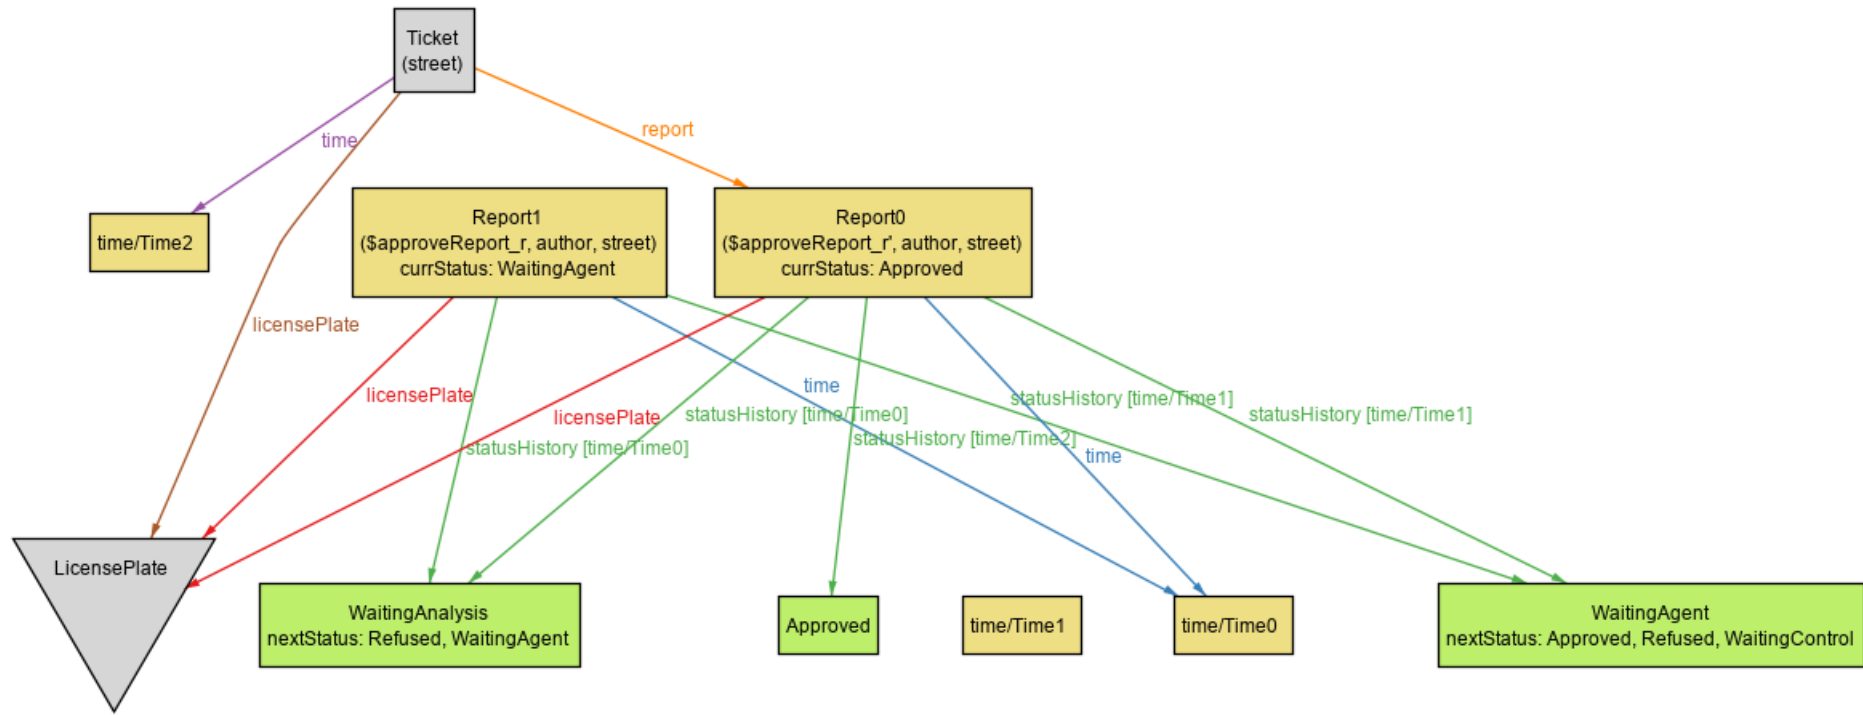 Ticket
(street)
time
report
time/Time2
Report1
($approveReport_r, author, street)
currStatus: WaitingAgent
Report0
($approveReport_r', author, street)
currStatus: Approved
licensePlate
licensePlate
time
licensePlate
statusHistory [time/Time0]
statusHistory [time/Time1]
statusHistory [time/Time1]
statusHistory [time/Time0]
statusHistory [time/Time2]
time
LicensePlate
WaitingAnalysis
nextStatus: Refused, WaitingAgent
Approved
time/Time1
time/Time0
WaitingAgent
nextStatus: Approved, Refused, WaitingControl